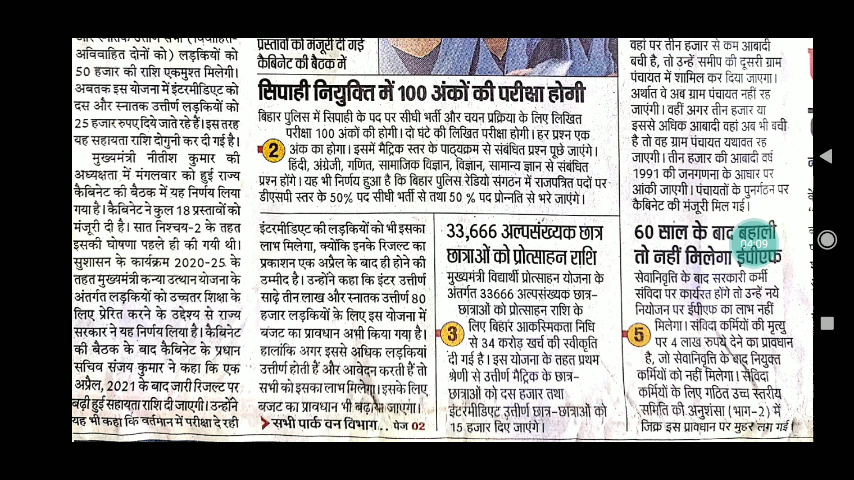 अविवाहित दोनों को) लड़कियों को
50 हजार की राशि एकमुश्त मिलेगी।
अबतक इस योजना में इंटरमीडिएट को
दस और स्नातक उत्तीर्ण लड़कियों को
25 हजार रुपए दिये जाते रहे हैं। इस तरह
यह सहायता राशि दोगुनी कर दी गई है।
मुख्यमंत्री नीतीश कुमार की
अध्यक्षता में मंगलवार को हुई राज्य
कैबिनेट की बैठक में यह निर्णय लिया
गया है। कैबिनेट ने कुल 18 प्रस्तावों को
मंजूरी दी है। सात निश्चय-2 के तहत
इसकी घोषणा पहले ही की गयी थी।
सुशासन के कार्यक्रम 2020-25 के
तहत मुख्यमंत्री कन्या उत्थान योजना के
अंतर्गत लड़कियों को उच्चतर शिक्षा के
लिए प्रेरित करने के उद्देश्य से राज्य
सरकार ने यह निर्णय लिया है। कैबिनेट
की बैठक के बाद कैबिनेट के प्रधान
सचिव संजय कुमार ने कहा कि एक
अप्रैल, 2021 के बाद जारी रिजल्ट पर
बढ़ी हुई सहायता राशि दी जाएगी। उन्होंने
यह भी कहा कि वर्तमान में परीक्षा दे रही
प्रस्तावों को मंजूरी दी गई
कैबिनेट की बैठक में
सिपाही नियुक्ति में 100 अंकों की परीक्षा होगी
बिहार पुलिस में सिपाही के पद पर सीधी भर्ती और चयन प्रक्रिया के लिए लिखित
परीक्षा 100 अंकों की होगी। दो घंटे की लिखित परीक्षा होगी। हर प्रश्न एक
2 अंक का होगा। इसमें मैट्रिक स्तर के पाठ्यक्रम से संबंधित प्रश्न पूछे जाएंगे।
हिंदी, अंग्रेजी, गणित, सामाजिक विज्ञान, विज्ञान, सामान्य ज्ञान से संबंधित
प्रश्न होंगे। यह भी निर्णय हुआ है कि बिहार पुलिस रेडियो संगठन में राजपत्रित पदों पर
डीएसपी स्तर के 50% पद सीधी भर्ती से तथा 50 % पद प्रोन्नति से भरे जाएंगे।
इंटरमीडिएट की लड़कियों को भी इसका
लाभ मिलेगा, क्योंकि इनके रिजल्ट का
प्रकाशन एक अप्रैल के बाद ही होने की
उम्मीद है। उन्होंने कहा कि इंटर उत्तीर्ण
साढ़े तीन लाख और स्नातक उत्तीर्ण 80
हजार लड़कियों के लिए इस योजना में
बजट का प्रावधान अभी किया गया है।
हालांकि अगर इससे अधिक लड़कियां
उत्तीर्ण होती हैं और आवेदन करती हैं तो
सभी को इसका लाभ मिलेगा। इसके लिए
बजट का प्रावधान भी बढ़ाया जाएगा।
सभी पार्क वन विभाग.. पेज 02
33,666 अल्पसंख्यक छात्र
छात्राओं को प्रोत्साहन राशि
मुख्यमंत्री विद्यार्थी प्रोत्साहन योजना के
अंतर्गत 33666 अल्पसंख्यक छात्र-
छात्राओं को प्रोत्साहन राशि के
लिए बिहार आकस्मिकता निधि
3 से 34 करोड़ खर्च की स्वीकृति
दी गई है। इस योजना के तहत प्रथम
श्रेणी से उत्तीर्ण मैट्रिक के छात्र-
छात्राओं को दस हजार तथा
इंटरमीडिएट उत्तीर्ण छात्र-छात्राओं को
15 हजार दिए जाएंगे।
वहां पर तीन हजार से कम आबादी
बची है, तो उन्हें समीप की दूसरी ग्राम
पंचायत में शामिल कर दिया जाएगा।
अर्थात वे अब ग्राम पंचायत नहीं रह
जाएंगी। वहीं अगर तीन हजार या
इससे अधिक आबादी वहां अब भी बची
है तो वह ग्राम पंचायत यथावत रह
जाएगी। तीन हजार की आबादी वर्ष
1991 की जनगणना के आधार पर
आंकी जाएगी। पंचायतों के पुनर्गठन पर
कैबिनेट की मंजूरी मिल गई।
60 साल के बाद बहाली
तो नहीं मिलेगा ईपीएफ
04:09
सेवानिवृति के बाद सरकारी कर्मी
संविदा पर कार्यरत होंगे तो उन्हें नये
नियोजन पर ईपीएफ का लाभ नहीं
मिलेगा। संविदा कर्मियों की मृत्यु
5 पर 4 लाख रुपये देने का प्रावधान
है, जो सेवानिवृति के बाद नियुक्त
कर्मियों को नहीं मिलेगा। संविदा
कर्मियों के लिए गठित उच्च स्तरीय
समिति की अनुशंसा (भाग-2) में
जिक्र इस प्रावधान पर मुहर लग गई